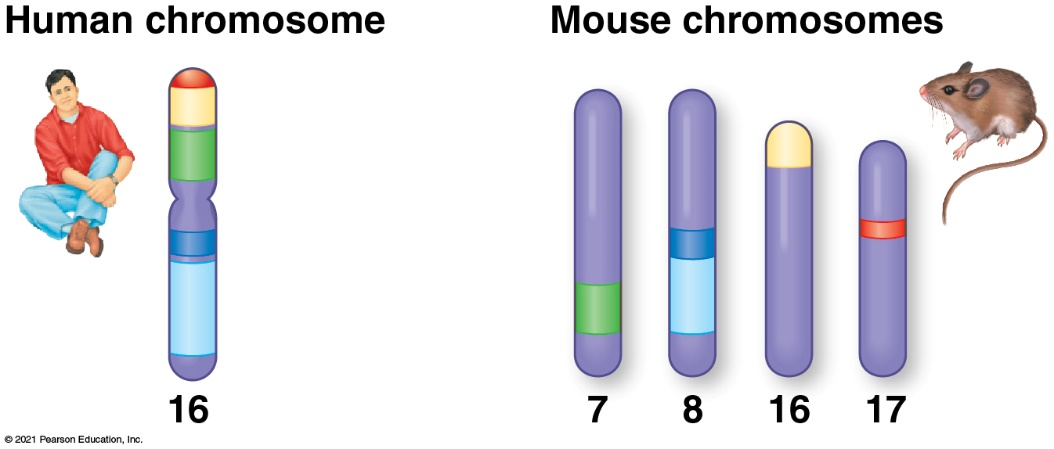 Human chromosome
Mouse chromosomes
16
7 8 16 17
© 2021 Pearson Education, Inc.